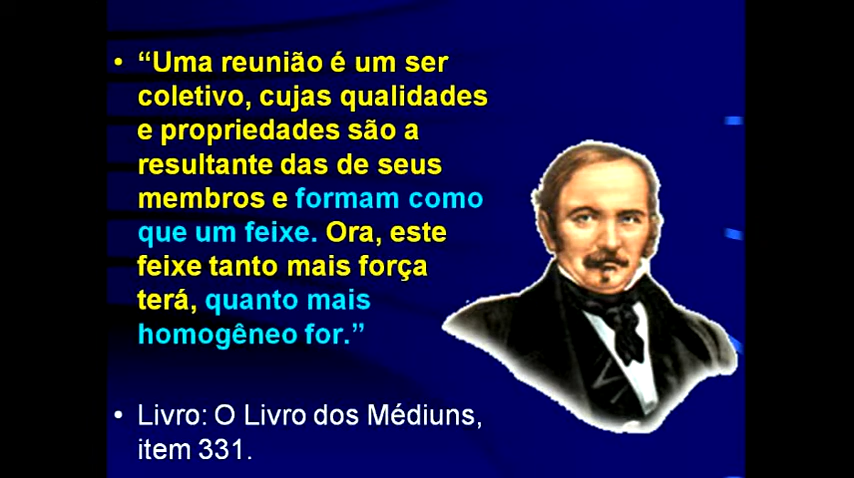 • “Uma reunião é um ser
coletivo, cujas qualidades
e propriedades são a
resultante das de seus
membros e formam como
que um feixe. Ora, este
feixe tanto mais força
terá, quanto mais
homogêneo for.”
• Livro: O Livro dos Médiuns,
item 331.